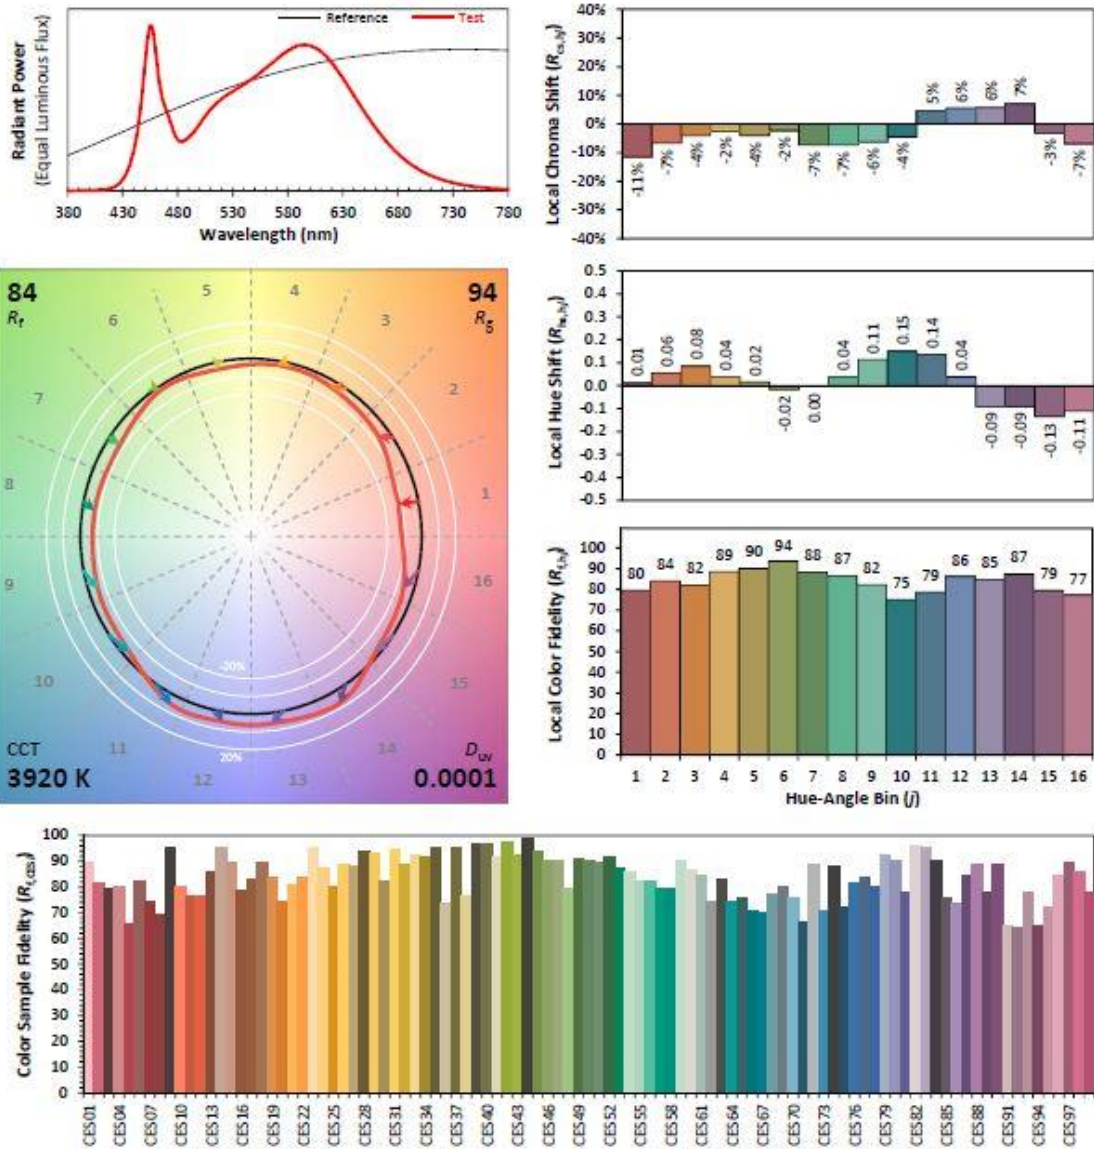 Reference Test
Radiant Power
(Equal Luminous Flux)
380 430 480 530 580 630 680 730 780
Wavelength (nm)
Local Chroma Shift (Rcs,hj)
40%
30%
20%
10%
0%
-10%
-20%
-30%
-40%
-11% -7% -4% -2% -4% -2% -7% -7% -6% -4% 5% 6% 6% 7% -3% -7%
84
Rf
94
Rg
5 4
6 3
7 2
8 1
9 16
10 15
11 14
12 13
-20%
20%
CCT
3920 K
Duv
0.0001
Local Hue Shift (Rhs,hj)
0.5
0.4
0.3
0.2
0.1
0.0
-0.1
-0.2
-0.3
-0.4
-0.5
0.01 0.06 0.08 0.04 0.02 -0.02 0.00 0.04 0.11 0.15 0.14 0.04 -0.09 -0.09 -0.13 -0.11
Local Color Fidelity (Rf,hj)
100
90
80
70
60
50
40
30
20
10
0
80 84 82 89 90 94 88 87 82 75 79 86 85 87 79 77
1 2 3 4 5 6 7 8 9 10 11 12 13 14 15 16
Hue-Angle Bin (j)
Color Sample Fidelity (Rf,CESi)
100
90
80
70
60
50
40
30
20
10
0
CES01 CES04 CES07 CES10 CES13 CES16 CES19 CES22 CES25 CES28 CES31 CES34 CES37 CES40 CES43 CES46 CES49 CES52 CES55 CES58 CES61 CES64 CES67 CES70 CES73 CES76 CES79 CES82 CES85 CES88 CES91 CES94 CES97